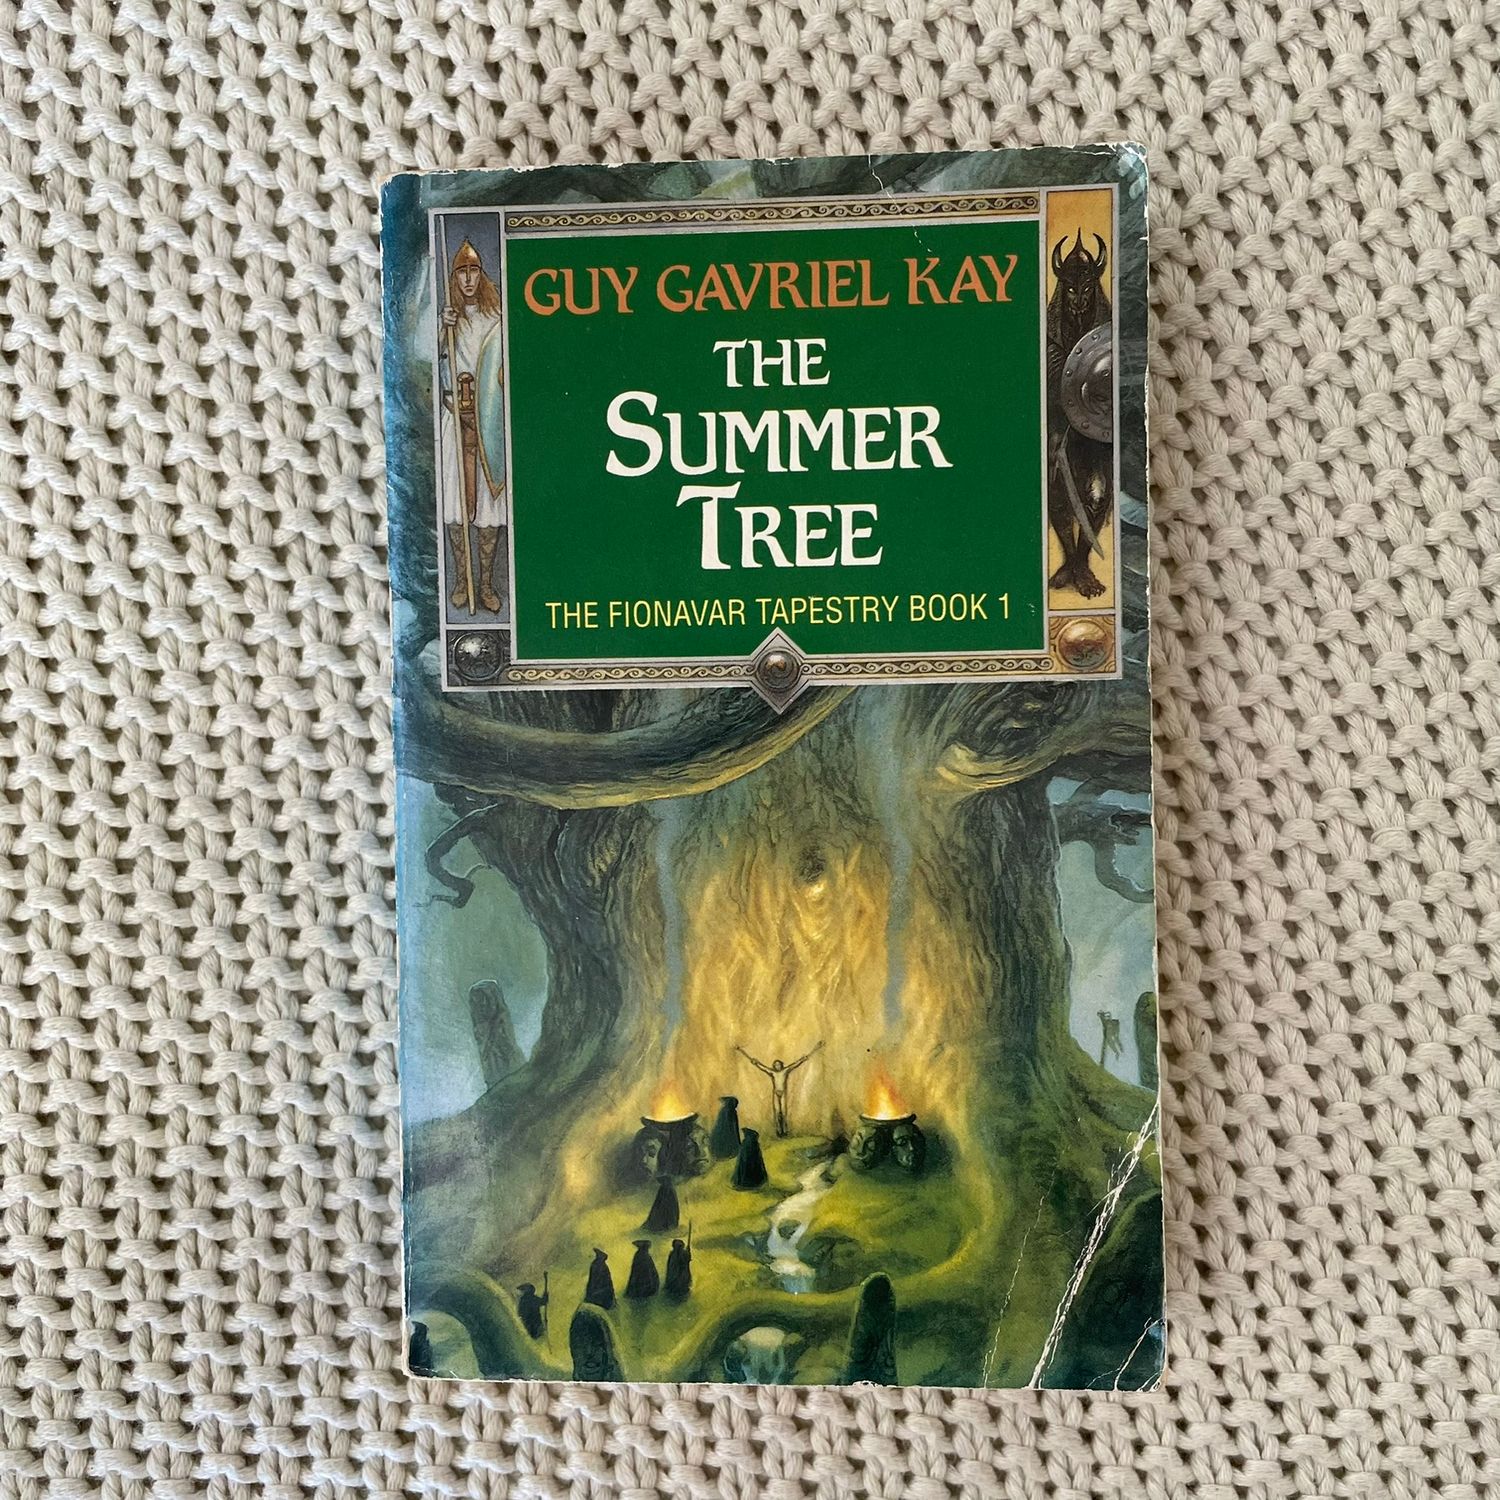 GUY GAVRIEL KAY
THE
SUMMER
TREE
THE FIONAVAR TAPESTRY BOOK 1